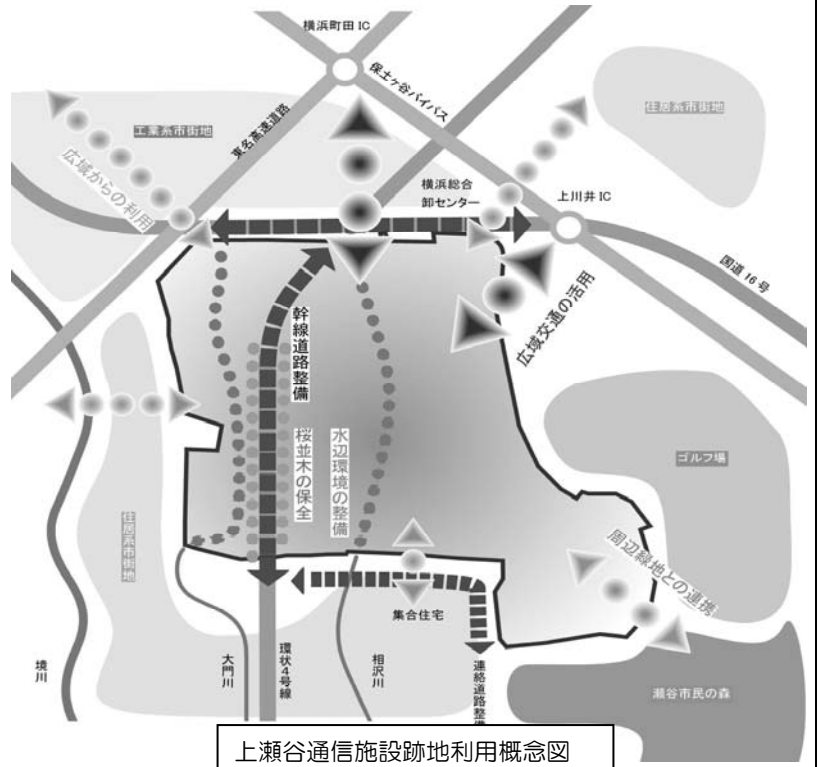 横浜町田 IC
保土ヶ谷バイパス
住居系市街地
工業系市街地
東名高速道路
広域からの利用
横浜総合
卸センター
上川井 IC
国道 16 号
広域交通の活用
幹線道路整備
桜並木の保全
水辺環境の整備
ゴルフ場
住居系市街地
周辺緑地との連携
集合住宅
境川
大門川
環状4号線
相沢川
連絡道路整備
瀬谷市民の森
上瀬谷通信施設跡地利用概念図